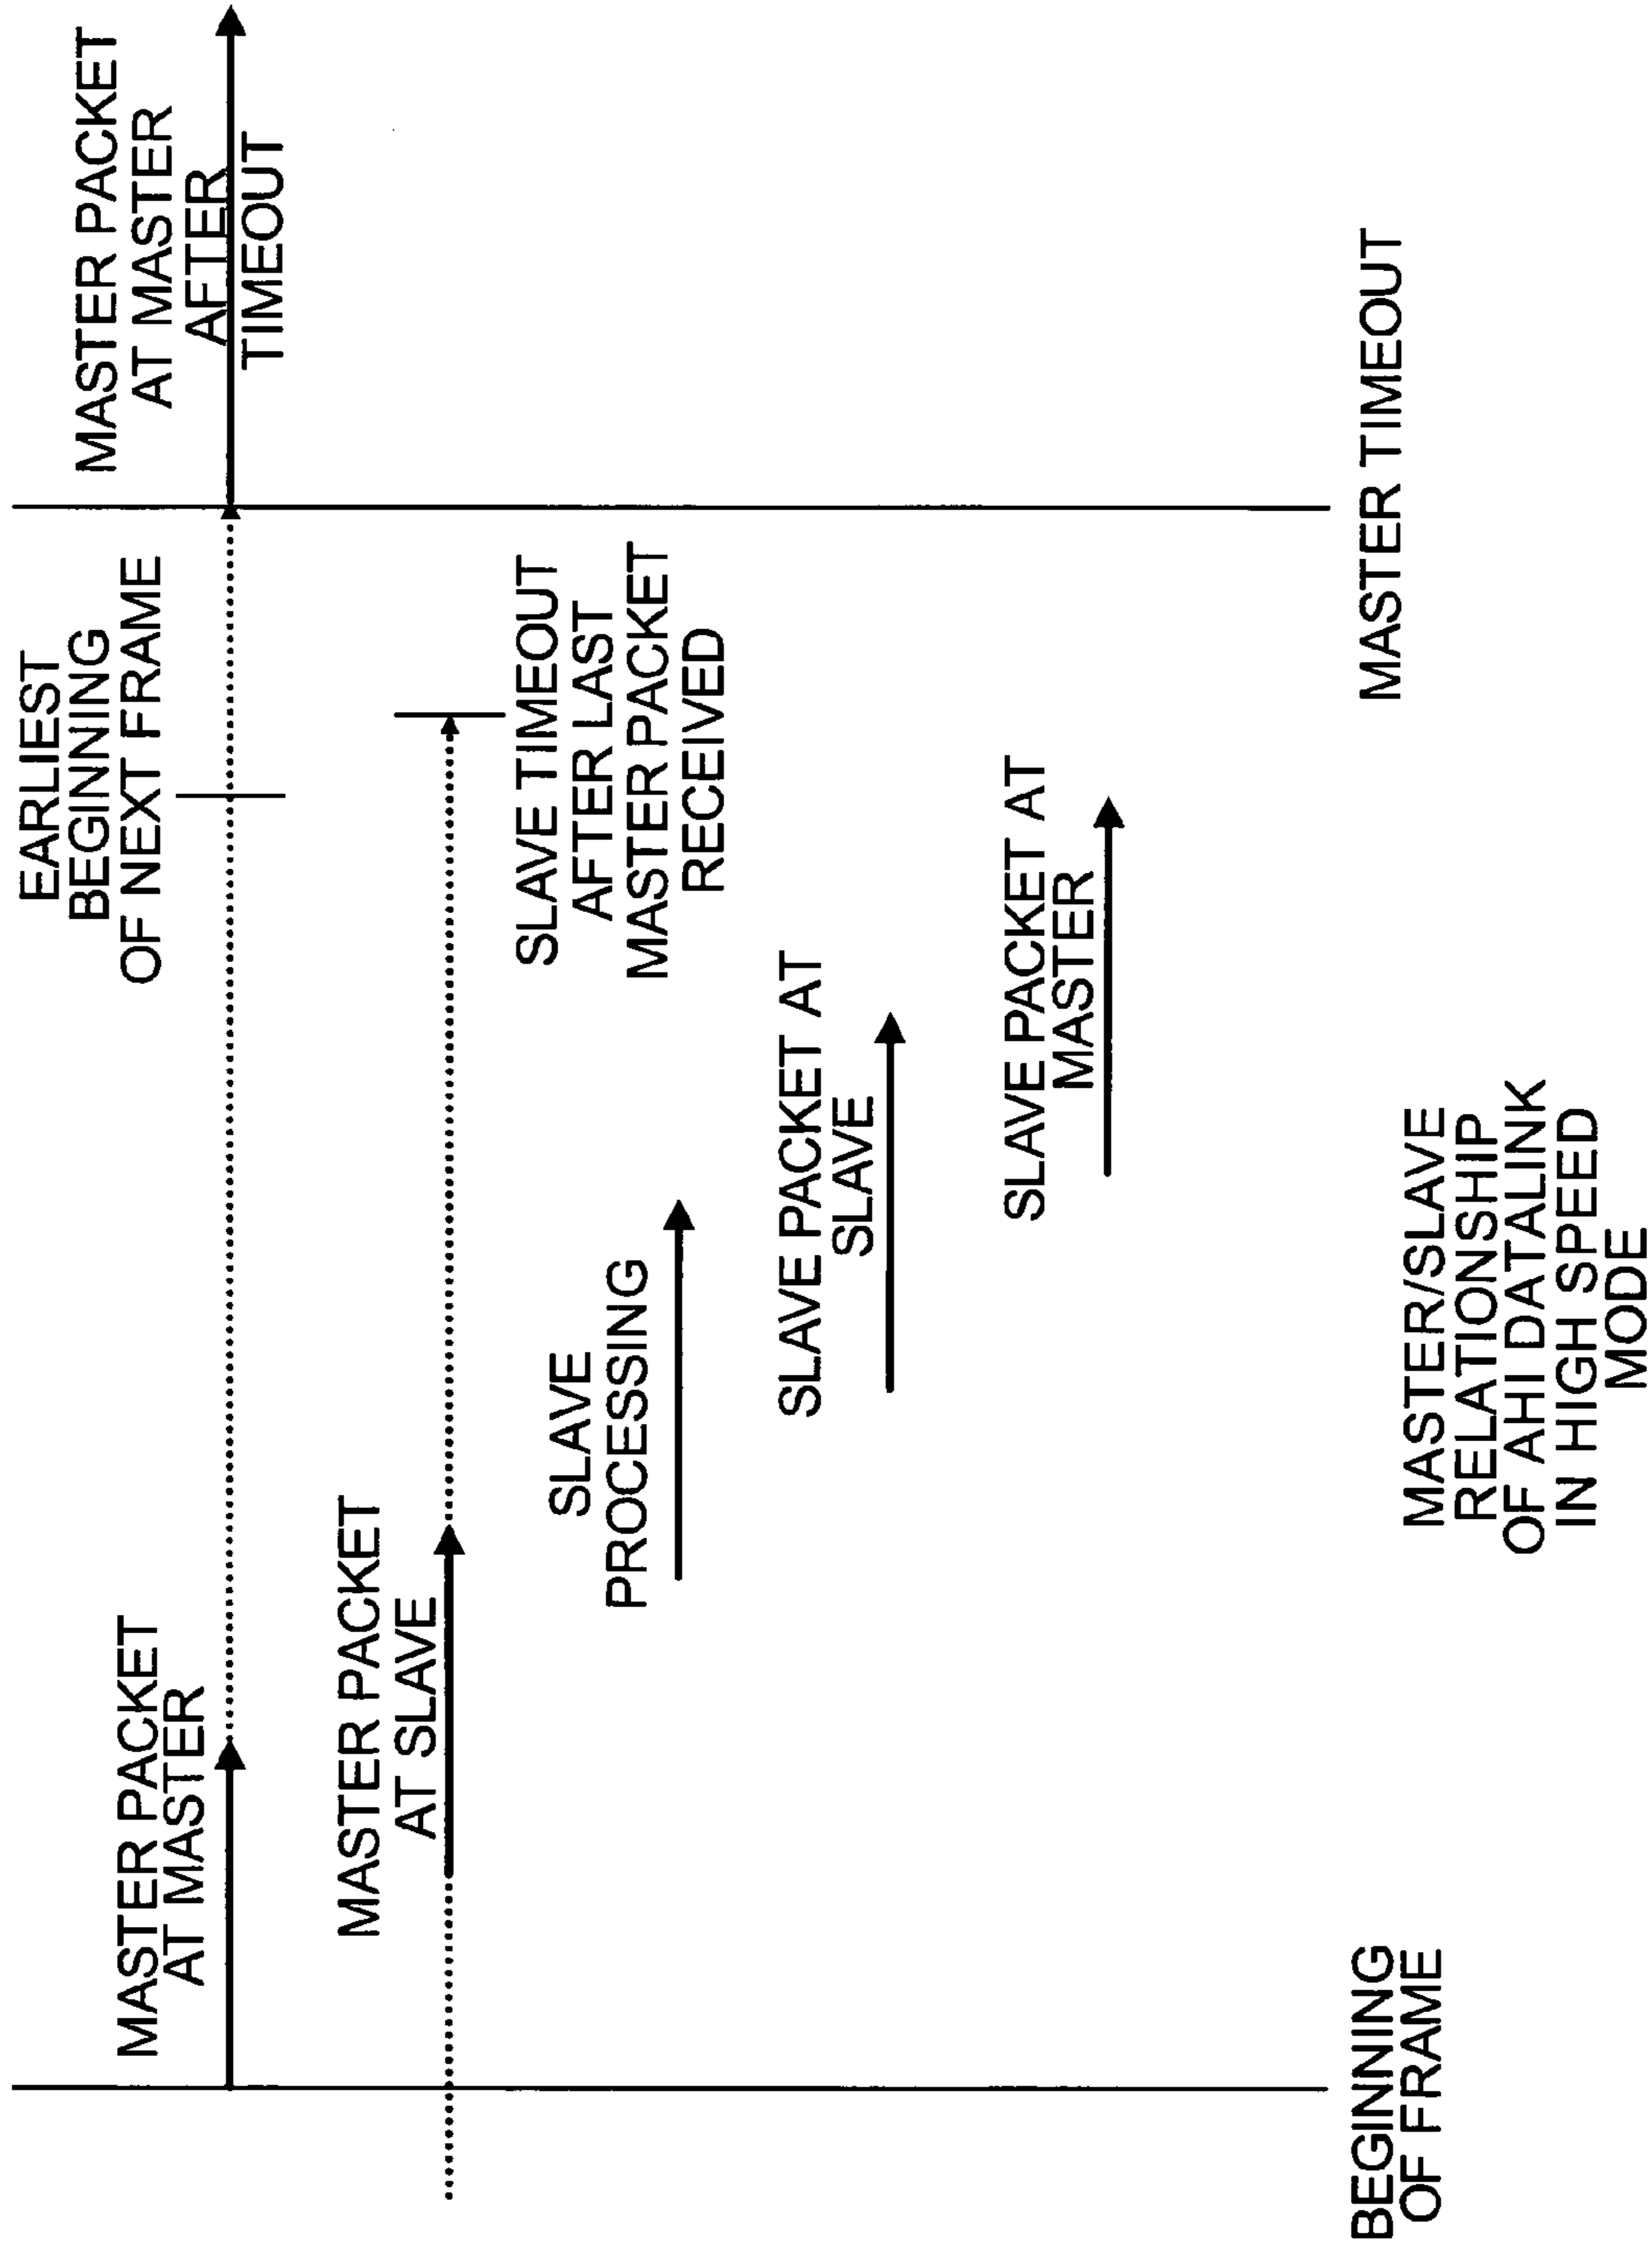 MASTER PACKET
AT MASTER
EARLIEST
BEGINNING
OF NEXT FRAME
MASTER PACKET
AT MASTER
AFTER
TIMEOUT
MASTER PACKET
AT SLAVE
SLAVE TIMEOUT
AFTER LAST
MASTER PACKET
RECEIVED
SLAVE
PROCESSING
SLAVE PACKET AT
SLAVE
SLAVE PACKET AT
MASTER
BEGINNING
OF FRAME
MASTER/SLAVE
RELATIONSHIP
OF AHI DATALINK
IN HIGH SPEED
MODE
MASTER TIMEOUT